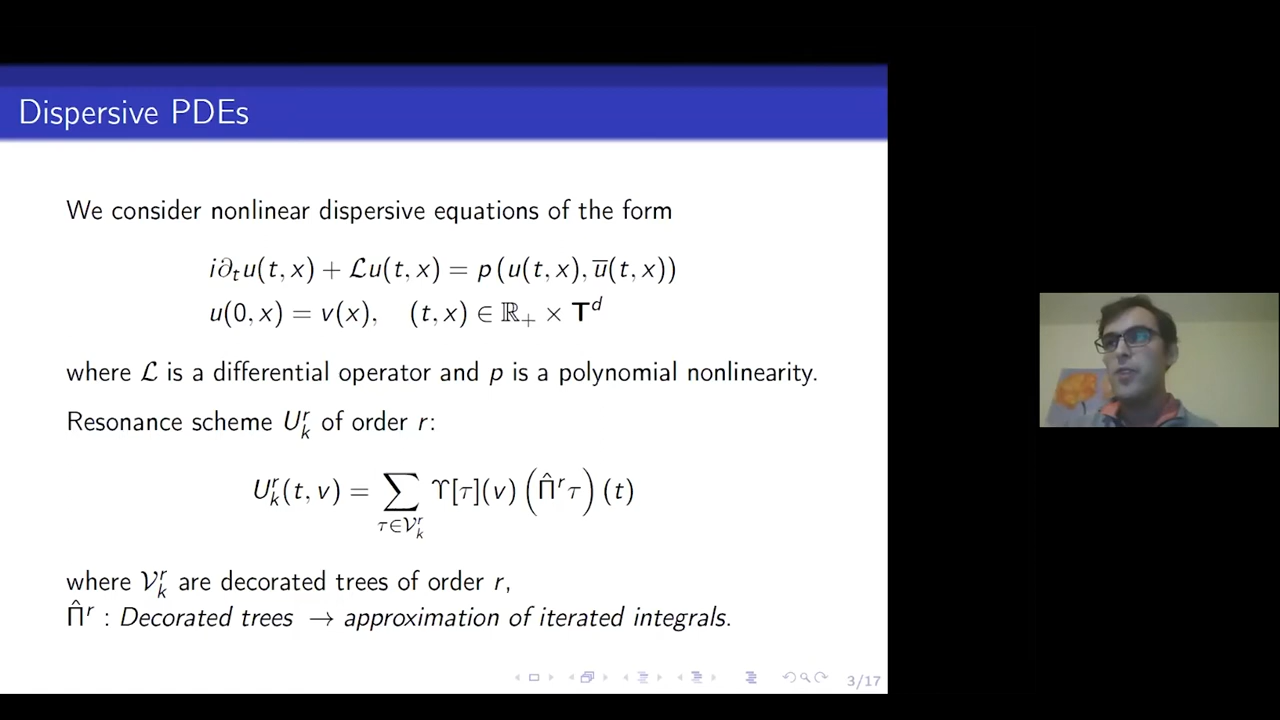 Dispersive PDEs
We consider nonlinear dispersive equations of the form
i∂ₜu(t, x) + ℒu(t, x) = p (u(t, x), u̅(t, x))
u(0, x) = v(x), (t, x) ∈ ℝ₊ × 𝐓ᵈ
where ℒ is a differential operator and p is a polynomial nonlinearity.
Resonance scheme Uₖʳ of order r:
Uₖʳ(t, v) = ∑_{τ∈𝒱ₖʳ} ϒ[τ](v) (Π̂ʳτ) (t)
where 𝒱ₖʳ are decorated trees of order r,
Π̂ʳ : Decorated trees → approximation of iterated integrals.
3/17